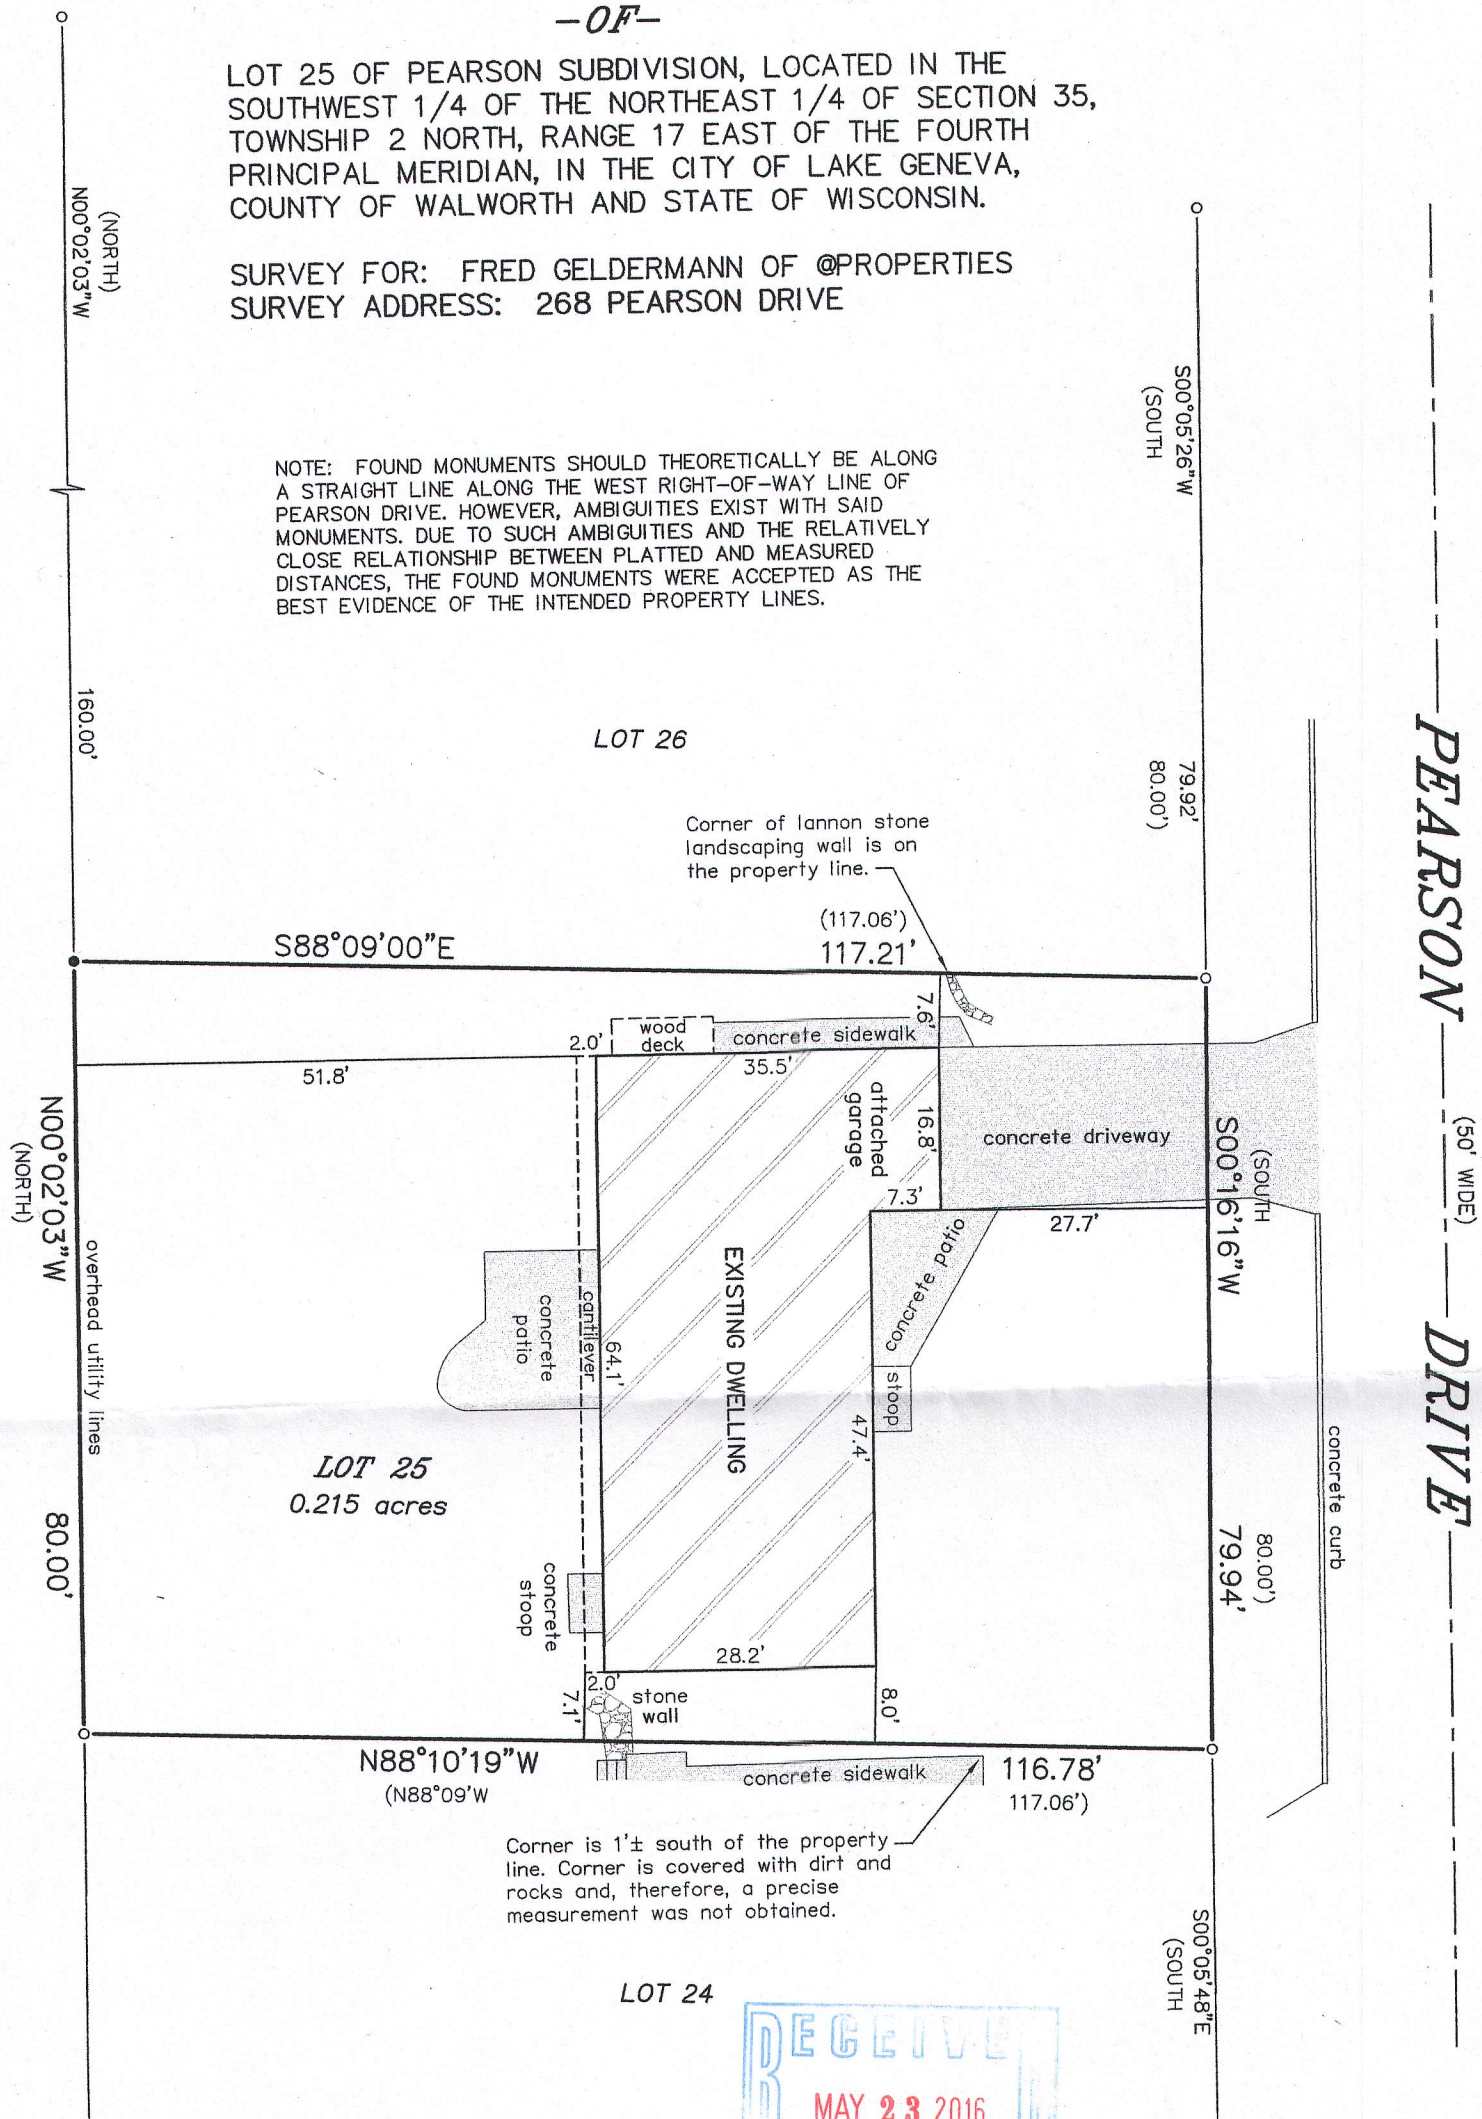 -OF-
LOT 25 OF PEARSON SUBDIVISION, LOCATED IN THE
SOUTHWEST 1/4 OF THE NORTHEAST 1/4 OF SECTION 35,
TOWNSHIP 2 NORTH, RANGE 17 EAST OF THE FOURTH
PRINCIPAL MERIDIAN, IN THE CITY OF LAKE GENEVA,
COUNTY OF WALWORTH AND STATE OF WISCONSIN.
SURVEY FOR: FRED GELDERMANN OF @PROPERTIES
SURVEY ADDRESS: 268 PEARSON DRIVE
(NORTH)
N00°02'03"W
S00°05'26"W
(SOUTH
NOTE: FOUND MONUMENTS SHOULD THEORETICALLY BE ALONG
A STRAIGHT LINE ALONG THE WEST RIGHT-OF-WAY LINE OF
PEARSON DRIVE. HOWEVER, AMBIGUITIES EXIST WITH SAID
MONUMENTS. DUE TO SUCH AMBIGUITIES AND THE RELATIVELY
CLOSE RELATIONSHIP BETWEEN PLATTED AND MEASURED
DISTANCES, THE FOUND MONUMENTS WERE ACCEPTED AS THE
BEST EVIDENCE OF THE INTENDED PROPERTY LINES.
160.00'
LOT 26
79.92'
80.00')
PEARSON
(50' WIDE)
DRIVE
Corner of lannon stone
landscaping wall is on
the property line.
(117.06')
117.21'
S88°09'00"E
7.6'
wood
deck
concrete sidewalk
2.0'
35.5'
51.8'
attached
garage
16.8'
concrete driveway
(SOUTH
S00°16'16"W
N00°02'03"W
(NORTH)
7.3'
27.7'
concrete patio
overhead utility lines
EXISTING DWELLING
concrete
patio
cantilever
64.1'
stoop
47.4'
concrete curb
LOT 25
0.215 acres
80.00'
80.00')
79.94'
concrete
stoop
28.2'
2.0'
7.1'
stone
wall
8.0'
N88°10'19"W
(N88°09'W
concrete sidewalk
116.78'
117.06')
Corner is 1'± south of the property
line. Corner is covered with dirt and
rocks and, therefore, a precise
measurement was not obtained.
S00°05'48"E
(SOUTH
LOT 24
RECEIVE
MAY 23 2016